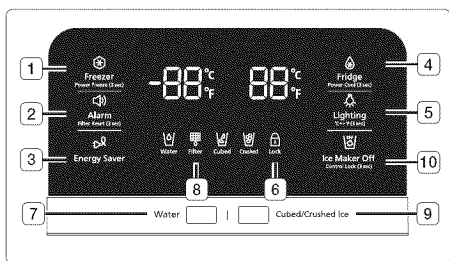 1
Freezer
Power Freeze (3 sec)
2
Alarm
Filter Reset (3 sec)
3
Energy Saver
-88 °C °F
88 °C °F
Water Filter Cubed Crushed Lock
8
6
4
Fridge
Power Cool (3 sec)
5
Lighting
°C↔°F (3 sec)
10
Ice Maker Off
Control Lock (3 sec)
7
Water
|
Cubed/Crushed Ice
9